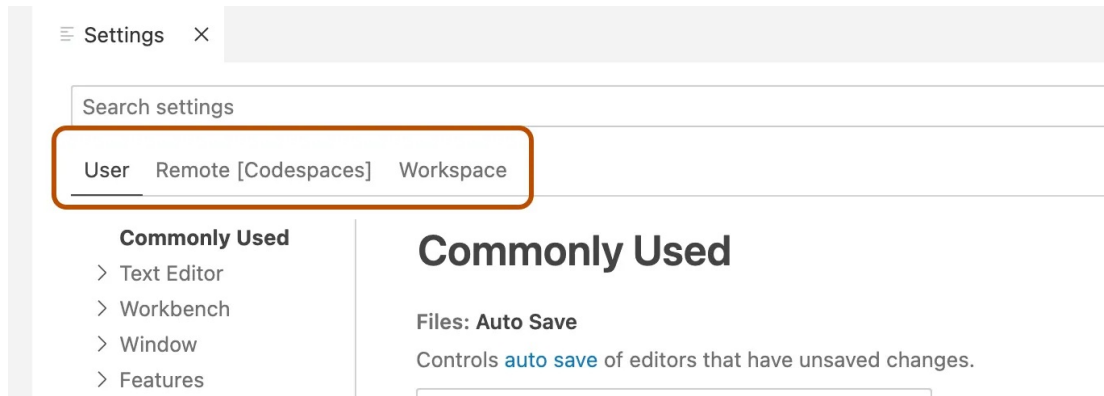 Settings
Search settings
User Remote [Codespaces] Workspace
Commonly Used
Text Editor
Workbench
Window
Features
Commonly Used
Files: Auto Save
Controls auto save of editors that have unsaved changes.